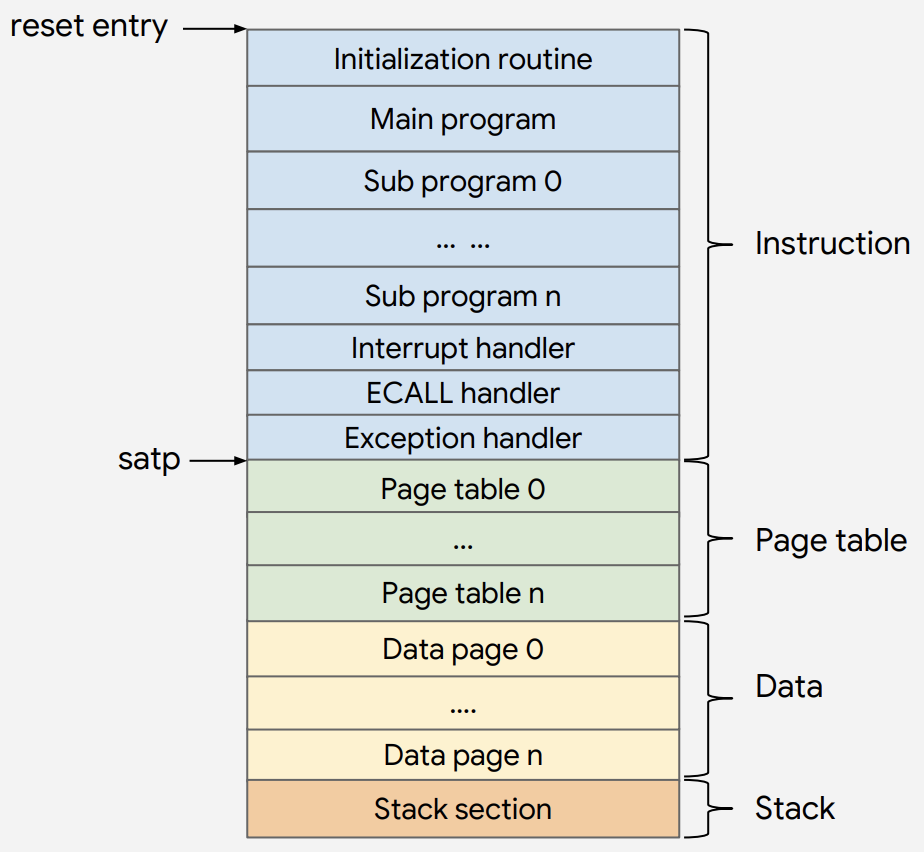 reset entry
Initialization routine
Main program
Sub program 0
... ...
Instruction
Sub program n
Interrupt handler
ECALL handler
Exception handler
satp
Page table 0
...
Page table
Page table n
Data page 0
Data
....
Data page n
Stack section
Stack